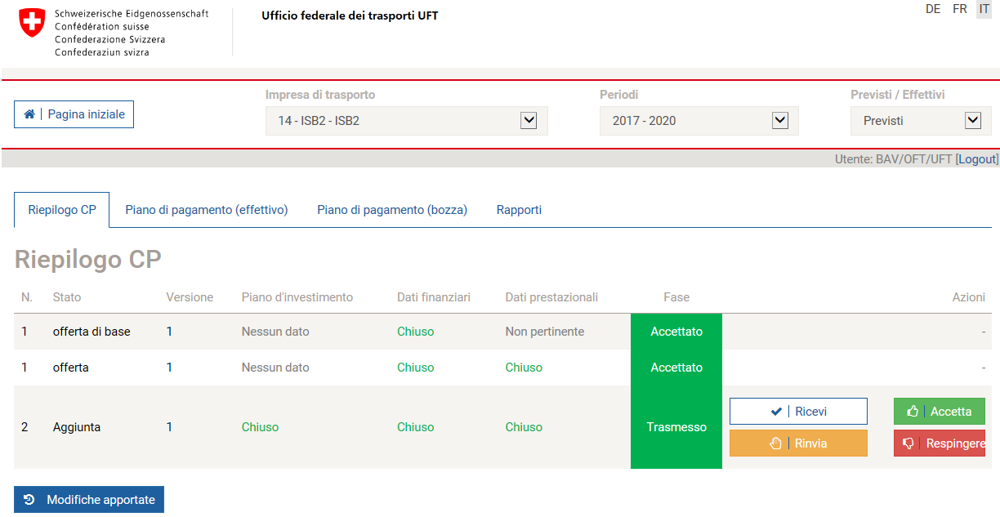 Schweizerische Eidgenossenschaft
Confédération suisse
Confederazione Svizzera
Confederaziun svizra
Ufficio federale dei trasporti UFT
DE FR IT
Pagina iniziale
Impresa di trasporto
14 - ISB2 - ISB2
Periodi
2017 - 2020
Previsti / Effettivi
Previsti
Utente: BAV/OFT/UFT [Logout]
Riepilogo CP Piano di pagamento (effettivo) Piano di pagamento (bozza) Rapporti
Riepilogo CP
N. Stato Versione Piano d'investimento Dati finanziari Dati prestazionali Fase Azioni
1 offerta di base 1 Nessun dato Chiuso Non pertinente Accettato -
1 offerta 1 Nessun dato Chiuso Chiuso Accettato -
2 Aggiunta 1 Chiuso Chiuso Chiuso Trasmesso
Ricevi Accetta
Rinvia Respingere
Modifiche apportate